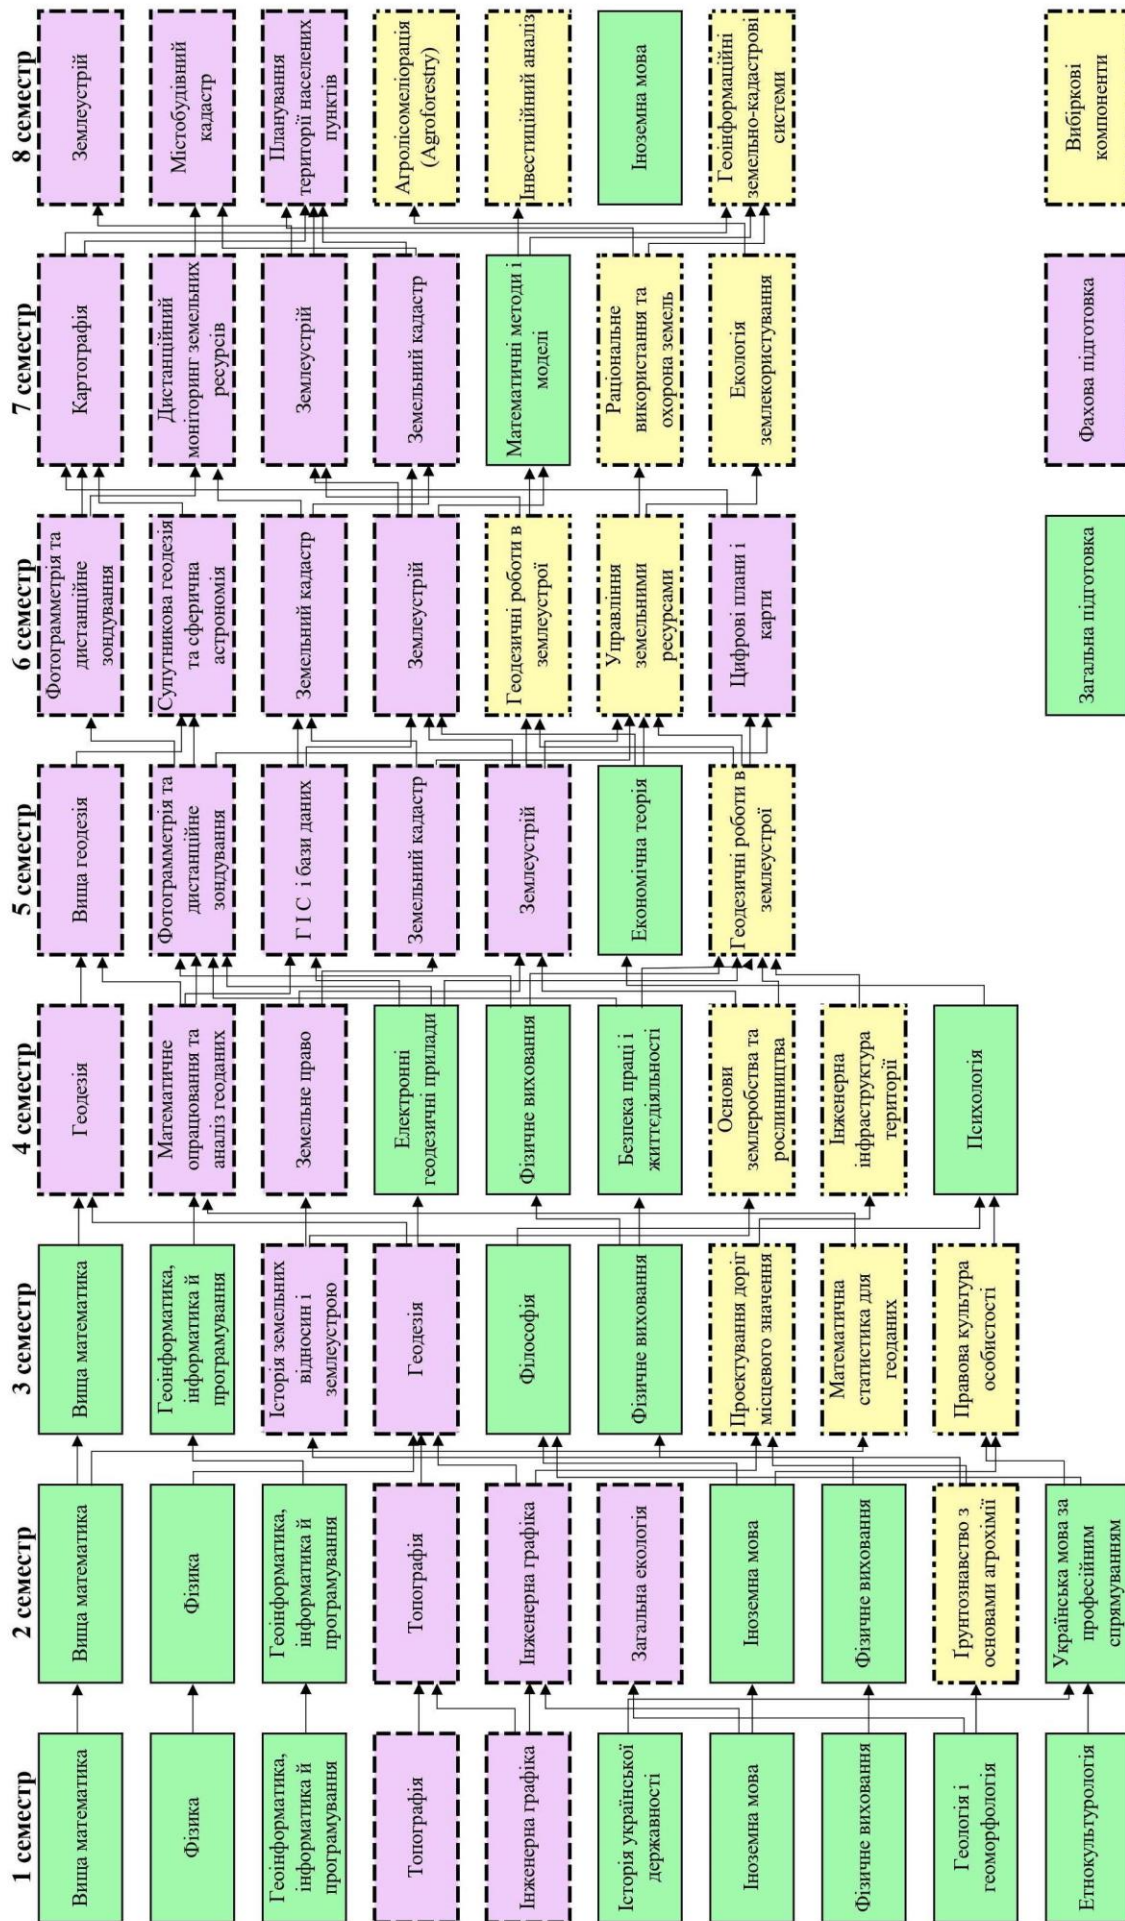 1 семестр
Вища математика
Фізика
Геоінформатика,
інформатика й
програмування
Топографія
Інженерна графіка
Історія української
державності
Іноземна мова
Фізичне виховання
Геологія і
геоморфологія
Етнокультурологія
2 семестр
Вища математика
Фізика
Геоінформатика,
інформатика й
програмування
Топографія
Інженерна графіка
Загальна екологія
Іноземна мова
Фізичне виховання
Ґрунтознавство з
основами агрохімії
Українська мова за
професійним
спрямуванням
3 семестр
Вища математика
Геоінформатика,
інформатика й
програмування
Історія земельних
відносин і
землеустрою
Геодезія
Філософія
Фізичне виховання
Проектування доріг
місцевого значення
Математична
статистика для
геоданих
Правова культура
особистості
4 семестр
Геодезія
Математичне
опрацювання та
аналіз геоданих
Земельне право
Електронні
геодезичні прилади
Фізичне виховання
Безпека праці і
життєдіяльності
Основи
землеробства та
рослинництва
Інженерна
інфраструктура
території
Психологія
5 семестр
Вища геодезія
Фотограмметрія та
дистанційне
зондування
Г І С і бази даних
Земельний кадастр
Землеустрій
Економічна теорія
Геодезичні роботи в
землеустрої
6 семестр
Фотограмметрія та
дистанційне
зондування
Супутникова геодезія
та сферична
астрономія
Земельний кадастр
Землеустрій
Геодезичні роботи в
землеустрої
Управління
земельними
ресурсами
Цифрові плани і
карти
7 семестр
Картографія
Дистанційний
моніторинг земельних
ресурсів
Землеустрій
Земельний кадастр
Математичні методи і
моделі
Раціональне
використання та
охорона земель
Екологія
землекористування
8 семестр
Землеустрій
Містобудівний
кадастр
Планування
території населених
пунктів
Агролісомеліорація
(Agroforestry)
Інвестиційний аналіз
Іноземна мова
Геоінформаційні
земельно-кадастрові
системи
Загальна підготовка
Фахова підготовка
Вибіркові
компоненти